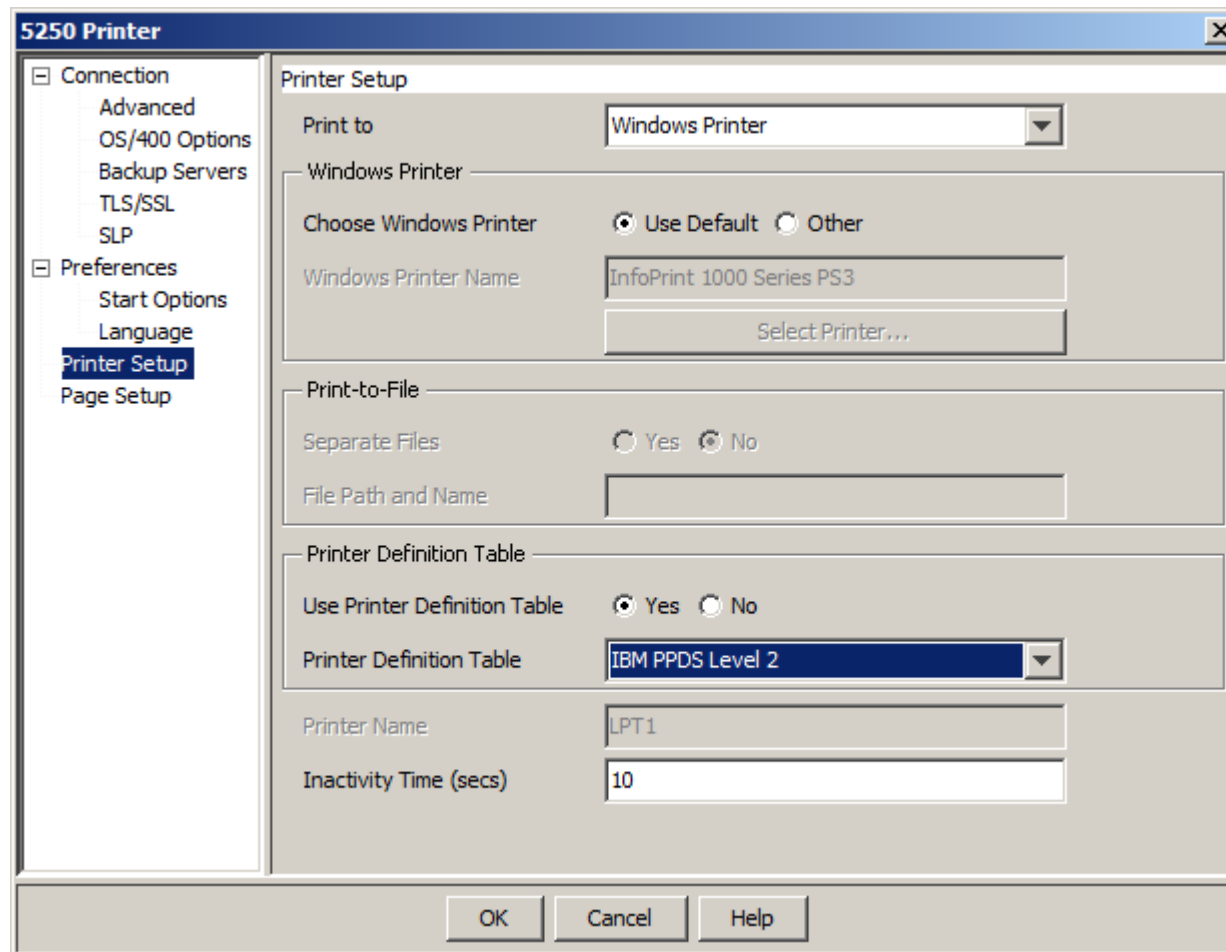 5250 Printer
Connection
Advanced
OS/400 Options
Backup Servers
TLS/SSL
SLP
Preferences
Start Options
Language
Printer Setup
Page Setup
Printer Setup
Print to Windows Printer
Windows Printer
Choose Windows Printer Use Default Other
Windows Printer Name InfoPrint 1000 Series PS3
Select Printer...
Print-to-File
Separate Files Yes No
File Path and Name
Printer Definition Table
Use Printer Definition Table Yes No
Printer Definition Table IBM PPDS Level 2
Printer Name LPT1
Inactivity Time (secs) 10
OK Cancel Help